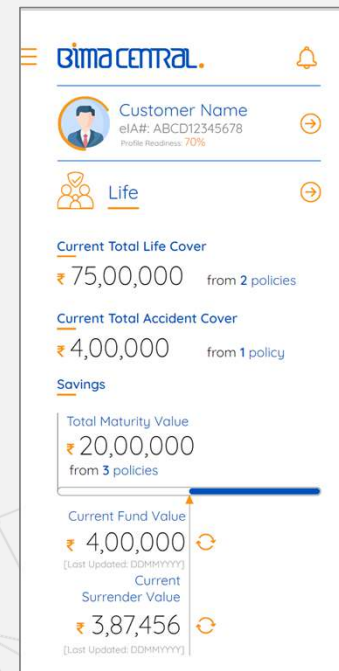 BIMA CENTRAL.
Customer Name
eIA#: ABCD12345678
Profile Readiness: 70%
Life
Current Total Life Cover
₹ 75,00,000 from 2 policies
Current Total Accident Cover
₹ 4,00,000 from 1 policy
Savings
Total Maturity Value
₹ 20,00,000
from 3 policies
Current Fund Value
₹ 4,00,000
[Last Updated: DDMMYYYY]
Current
Surrender Value
₹ 3,87,456
[Last Updated: DDMMYYYY]